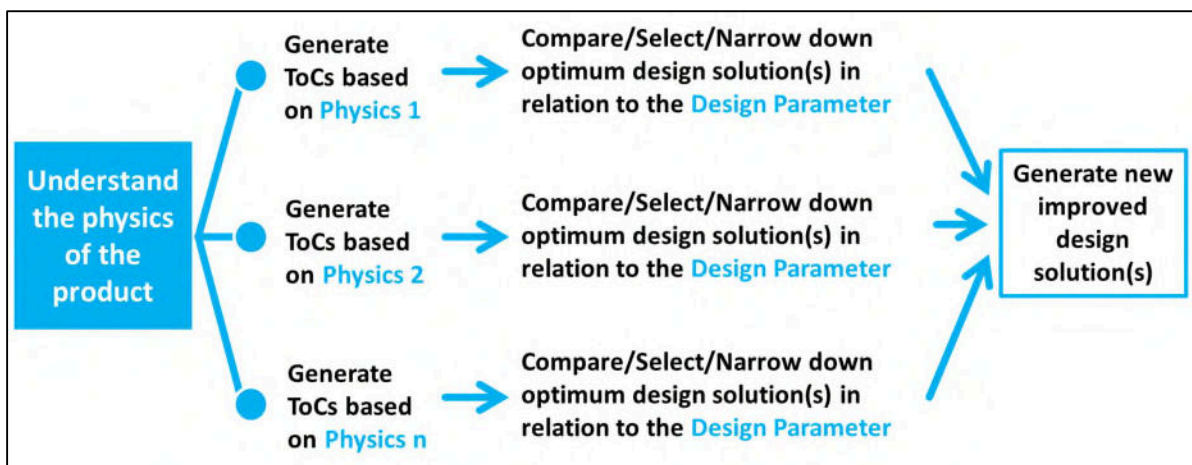 Understand
the physics
of the
product
Generate
ToCs based
on Physics 1
Compare/Select/Narrow down
optimum design solution(s) in
relation to the Design Parameter
Generate
ToCs based
on Physics 2
Compare/Select/Narrow down
optimum design solution(s) in
relation to the Design Parameter
Generate
ToCs based
on Physics n
Compare/Select/Narrow down
optimum design solution(s) in
relation to the Design Parameter
Generate new
improved
design
solution(s)